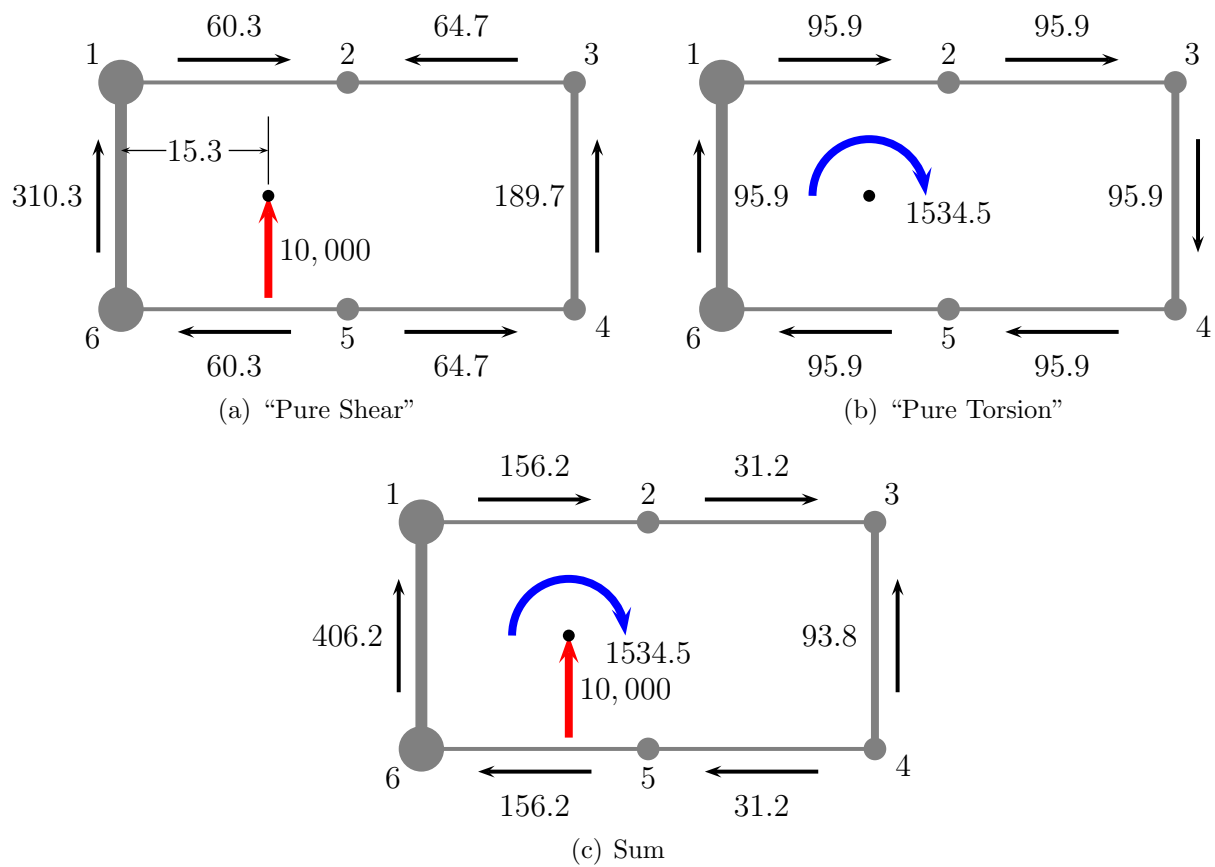 60.3 64.7
1 2 3
15.3
310.3 189.7
10,000
6 5 4
60.3 64.7
(a) “Pure Shear”
95.9 95.9
1 2 3
95.9 1534.5 95.9
6 5 4
95.9 95.9
(b) “Pure Torsion”
156.2 31.2
1 2 3
406.2 1534.5 93.8
10,000
6 5 4
156.2 31.2
(c) Sum